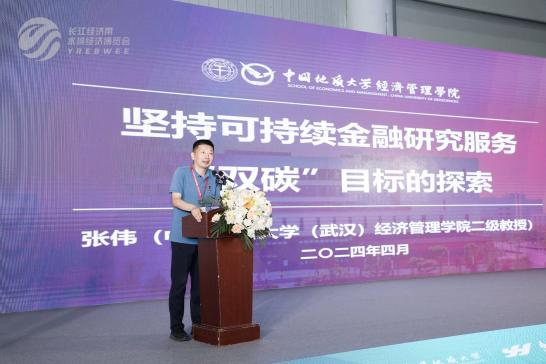 长江经济带
水域经济博览会
YREBWEE
中国地质大学经济管理学院
SCHOOL OF ECONOMICS AND MANAGEMENT, CHINA UNIVERSITY OF GEOSCIENCES
坚持可持续金融研究服务
“双碳”目标的探索
张伟（ 大学（武汉）经济管理学院二级教授）
二〇二四年四月